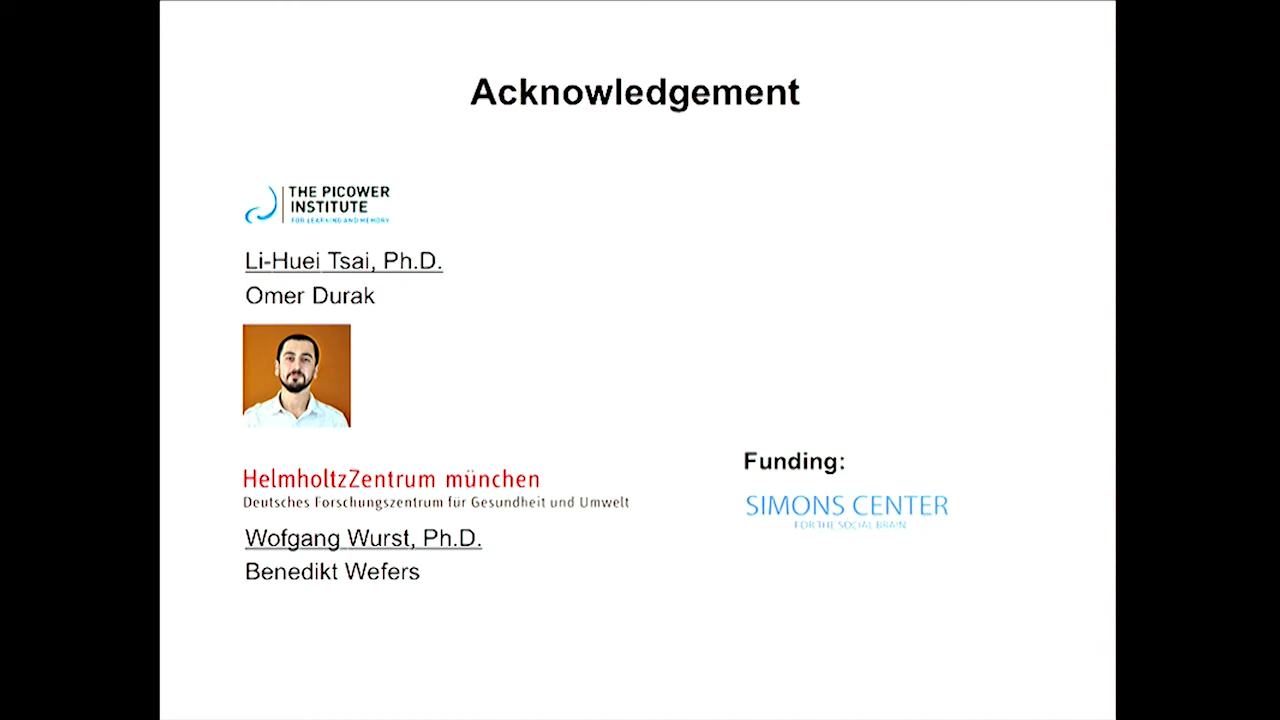 Acknowledgement
THE PICOWER
INSTITUTE
FOR LEARNING AND MEMORY
Li-Huei Tsai, Ph.D.
Omer Durak
HelmholtzZentrum münchen
Deutsches Forschungszentrum für Gesundheit und Umwelt
Wofgang Wurst, Ph.D.
Benedikt Wefers
Funding:
SIMONS CENTER
FOR THE SOCIAL BRAIN